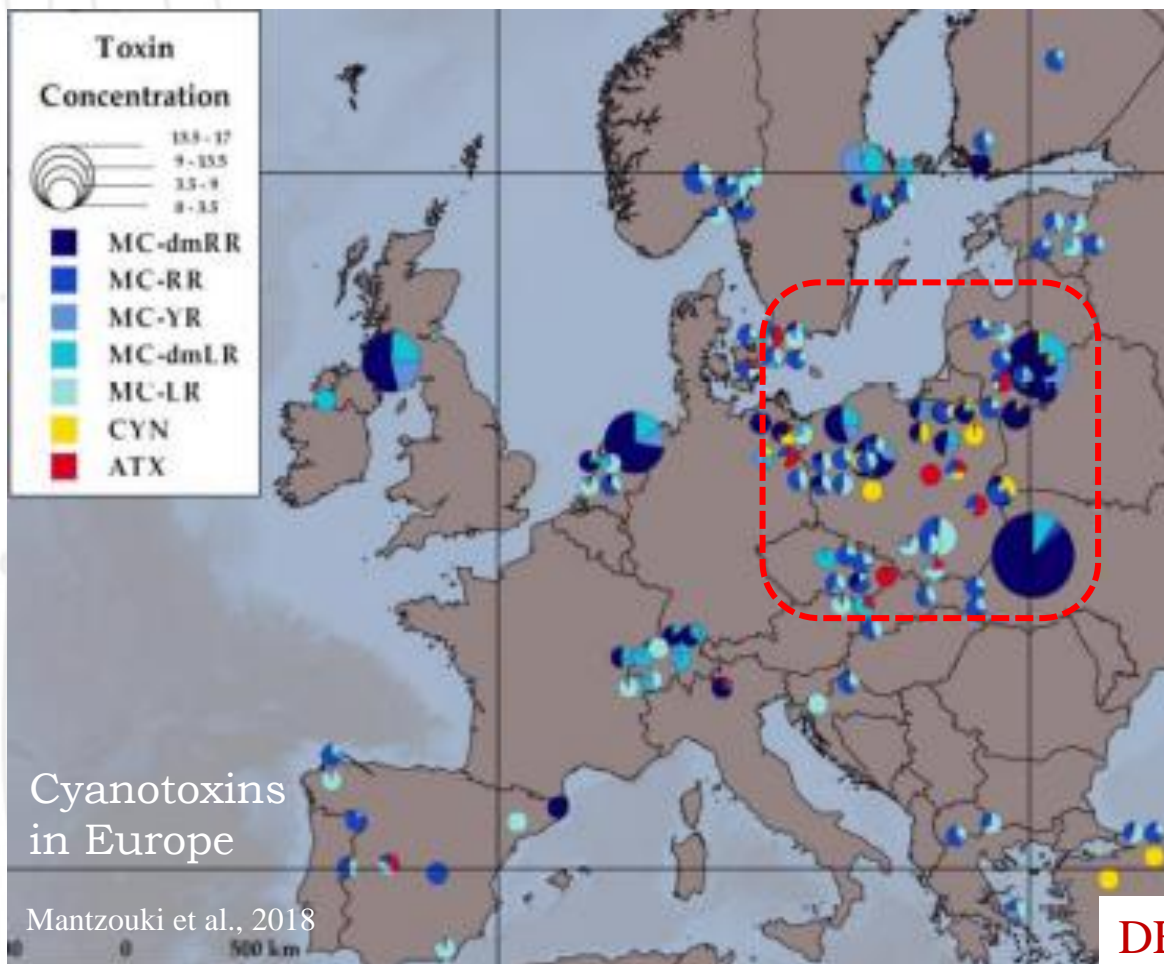 Toxin
Concentration
13.5 - 17
9 - 13.5
3.5 - 9
0 - 3.5
MC-dmRR
MC-RR
MC-YR
MC-dmLR
MC-LR
CYN
ATX
Cyanotoxins
in Europe
Mantzouki et al., 2018
0
500 km